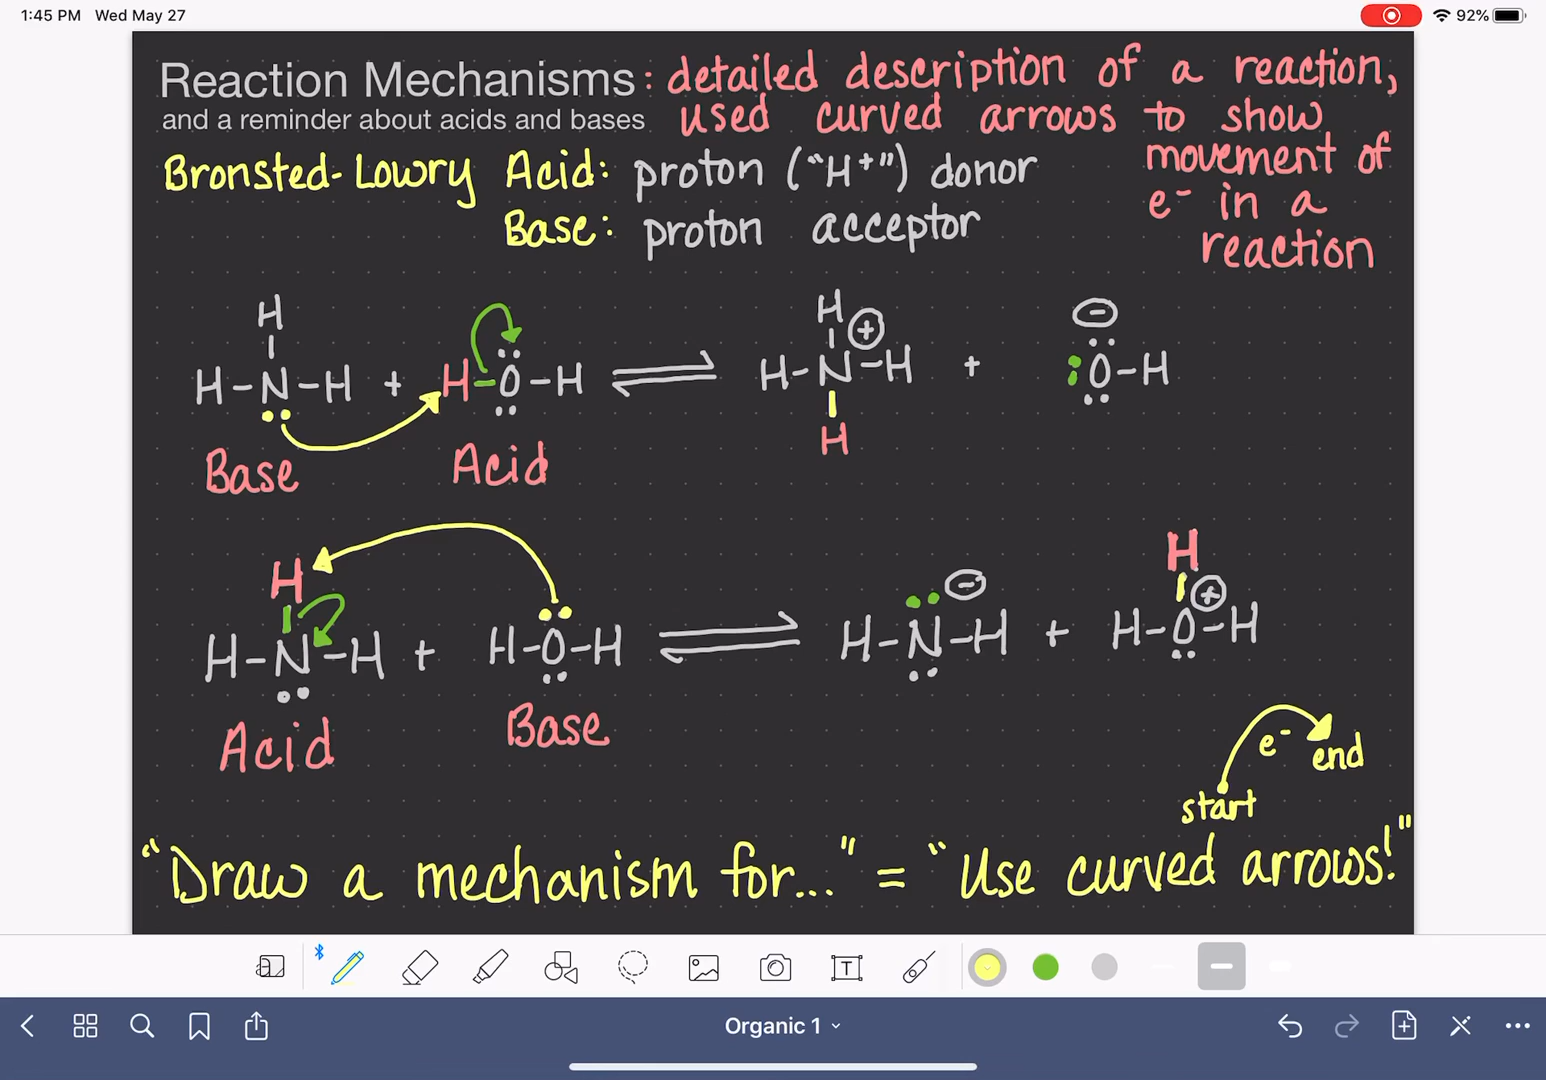 1:45 PM Wed May 27
92%
Reaction Mechanisms: detailed description of a reaction,
and a reminder about acids and bases used curved arrows to show
movement of
e⁻ in a
reaction
Bronsted-Lowry Acid: proton ("H⁺") donor
Base: proton acceptor
H H ⊕ ⊖
H-N-H + H-O-H ⇌ H-N-H + :O-H
H
Base Acid
H H
H-N-H + H-O-H ⇌ H-N-H ⊖ + H-O-H ⊕
Acid Base
e⁻ end
start
"Draw a mechanism for..." = "Use curved arrows!"
T
Organic 1